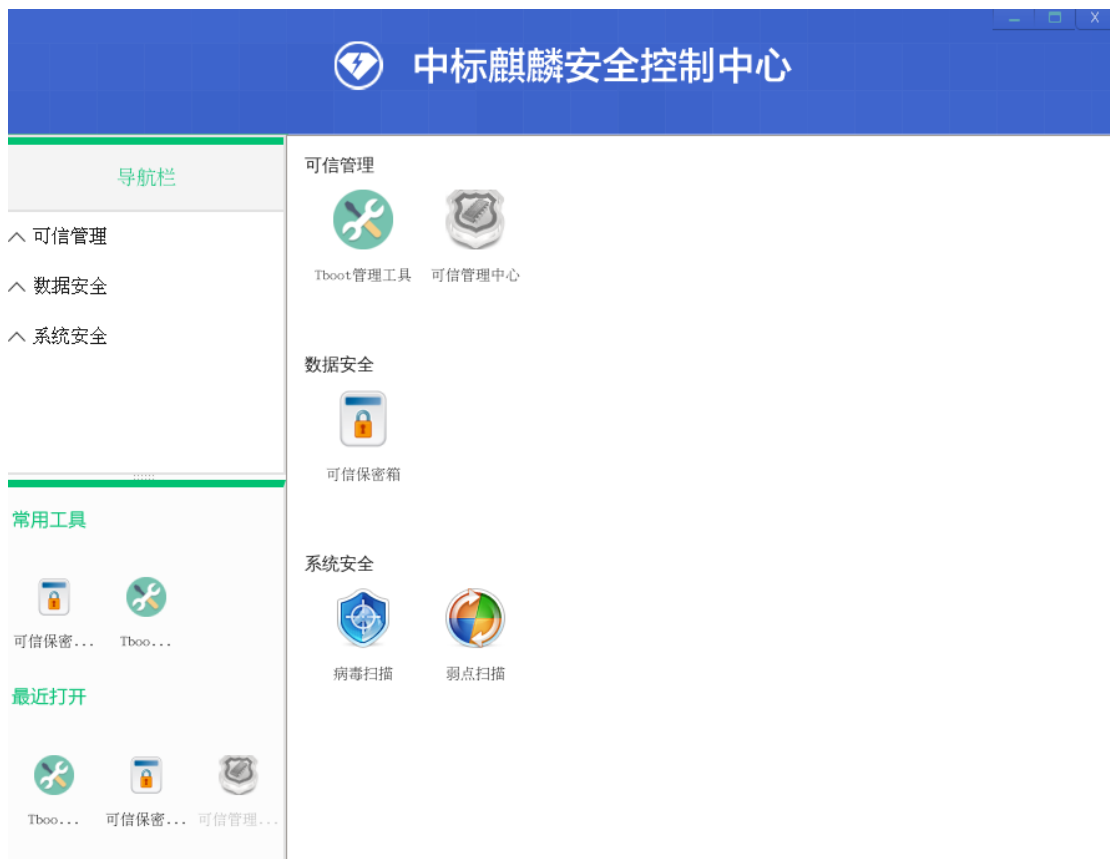 X
中标麒麟安全控制中心
导航栏
可信管理
数据安全
系统安全
常用工具
可信保密... Tboo...
最近打开
Tboo... 可信保密... 可信管理...
可信管理
Tboot管理工具 可信管理中心
数据安全
可信保密箱
系统安全
病毒扫描 弱点扫描